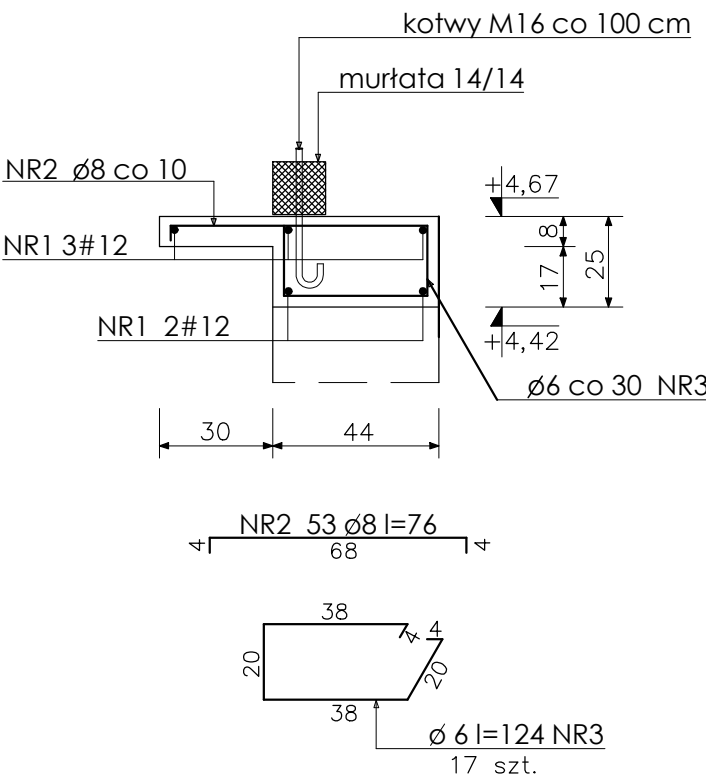 kotwy M16 co 100 cm
murłata 14/14
NR2 ø8 co 10
+4,67
NR1 3#12
8
17
25
NR1 2#12
+4,42
ø6 co 30 NR3
30
44
NR2 53 ø8 l=76
4
68
4
38
4
4
20
20
38
ø 6 l=124 NR3
17 szt.